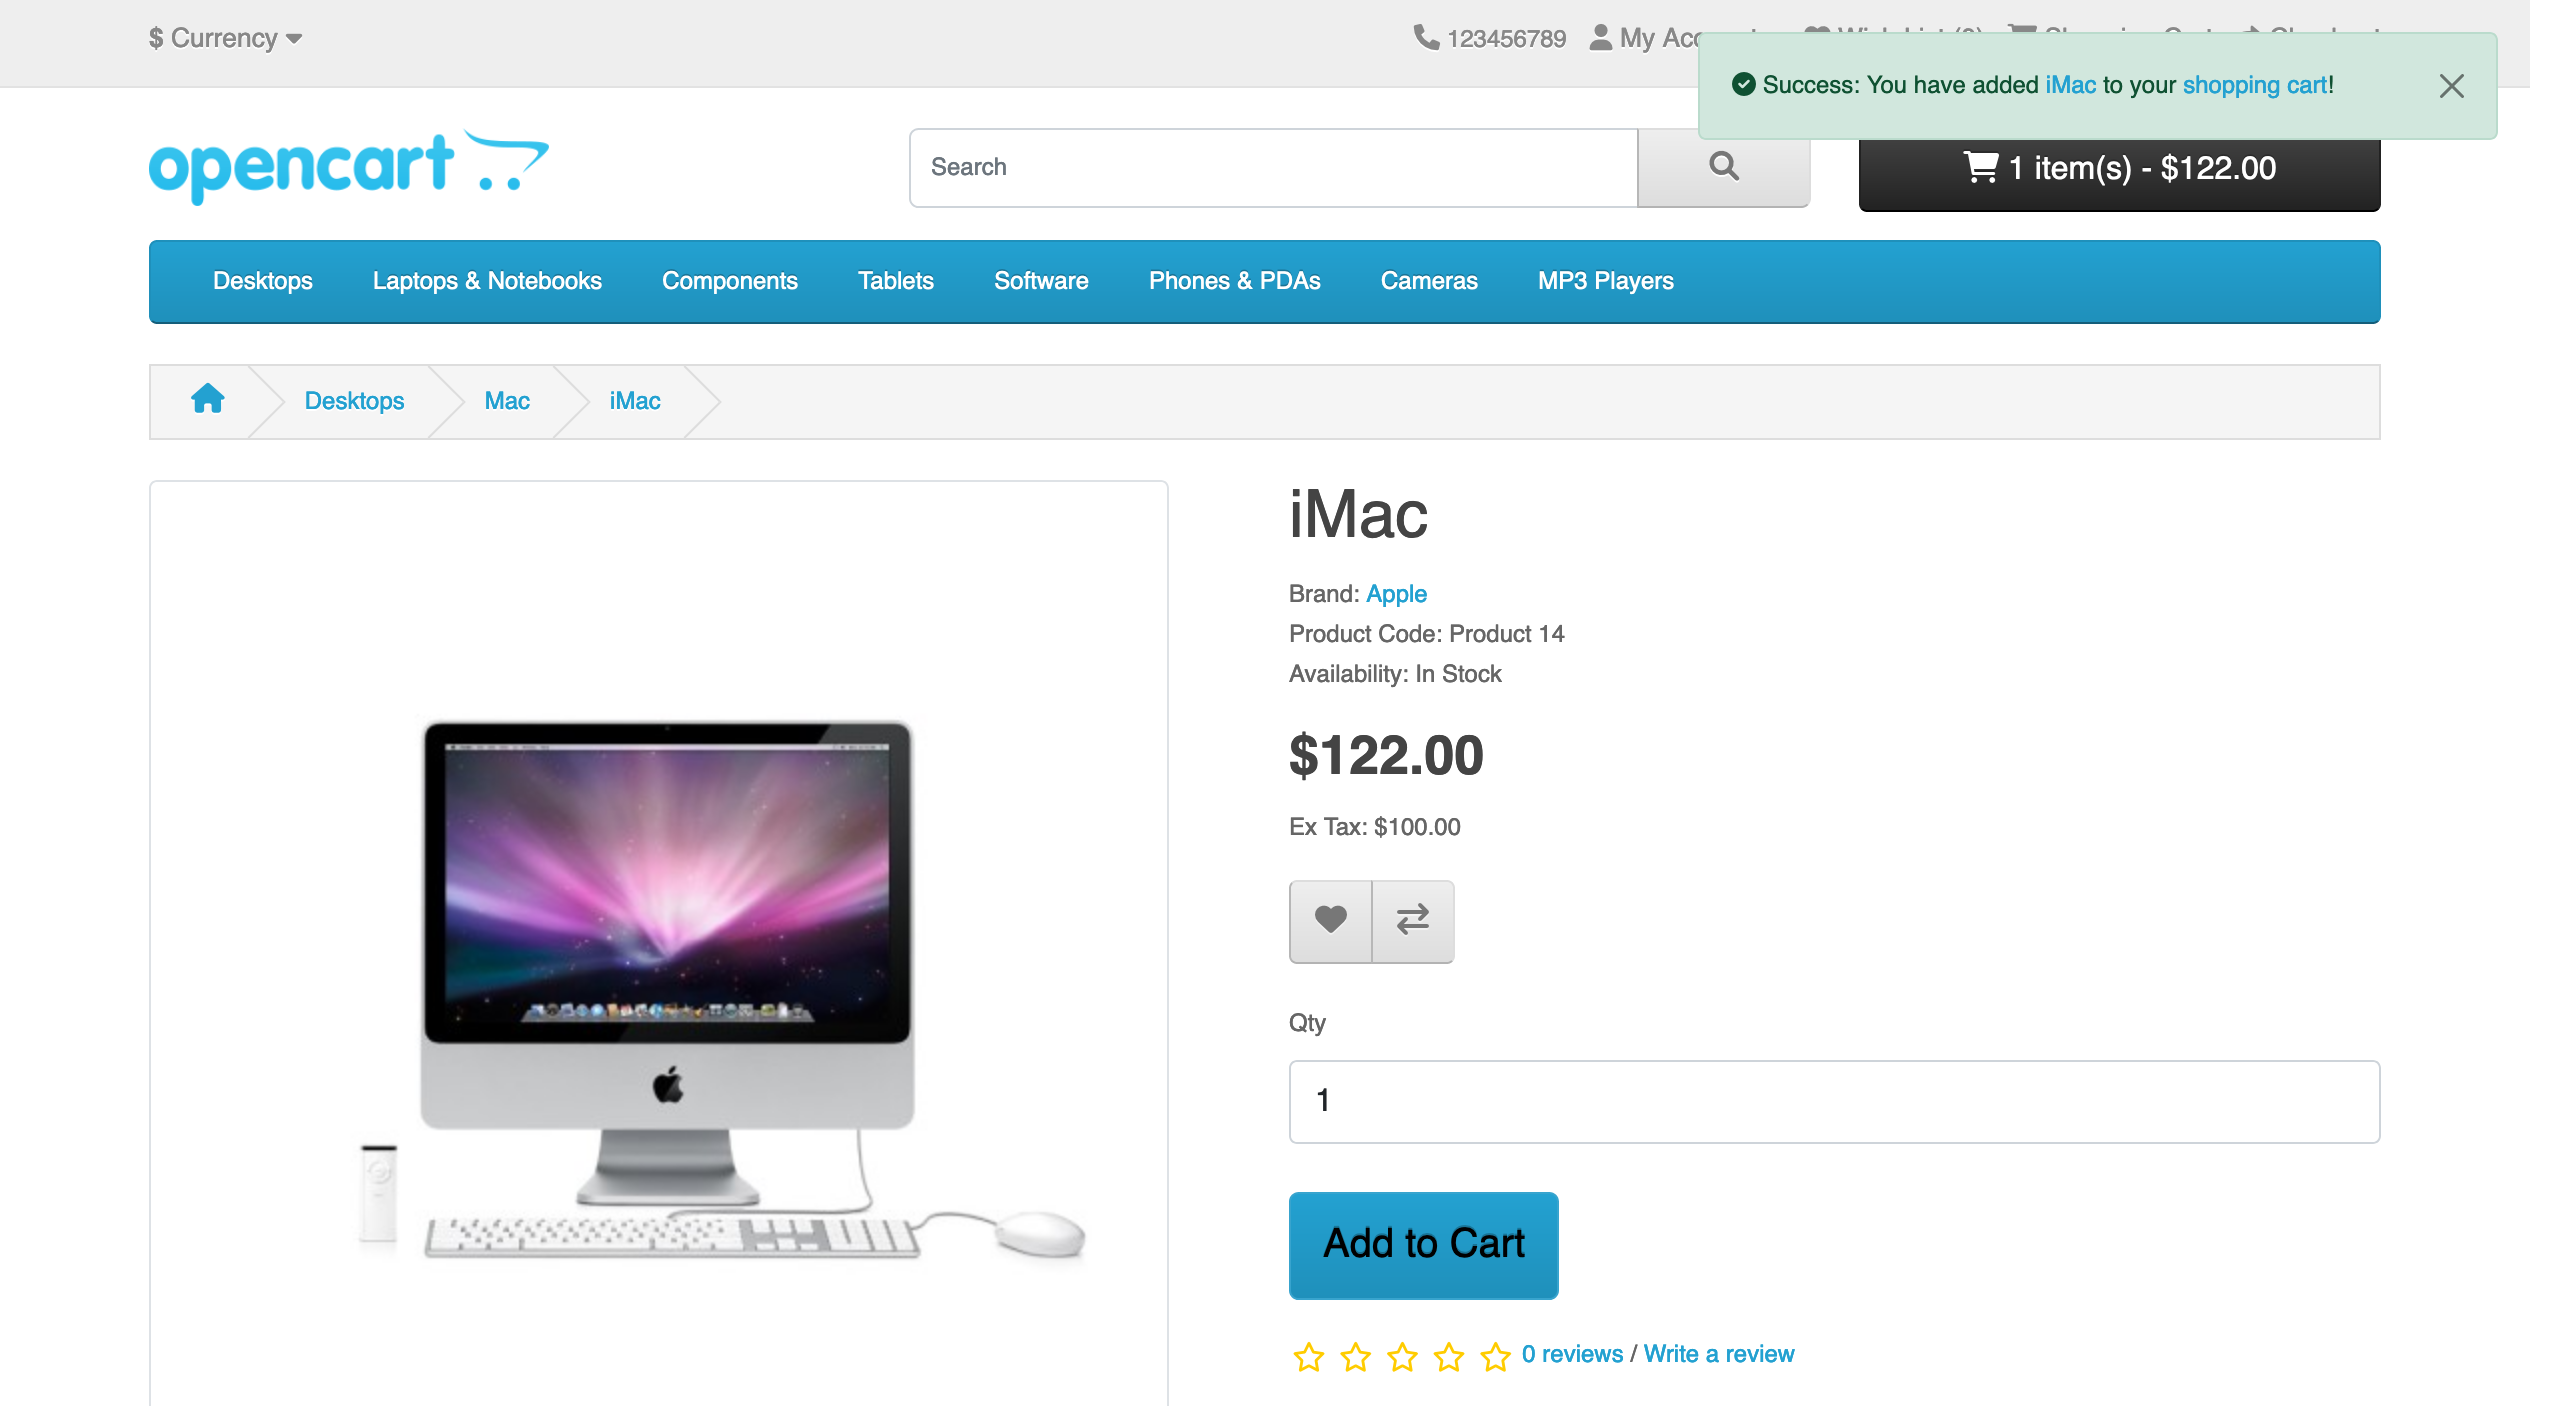 $ Currency
123456789
My Acc
Success: You have added iMac to your shopping cart!
opencart
Search
1 item(s) - $122.00
Desktops
Laptops & Notebooks
Components
Tablets
Software
Phones & PDAs
Cameras
MP3 Players
Desktops
Mac
iMac
iMac
Brand: Apple
Product Code: Product 14
Availability: In Stock
$122.00
Ex Tax: $100.00
Qty
1
Add to Cart
0 reviews / Write a review